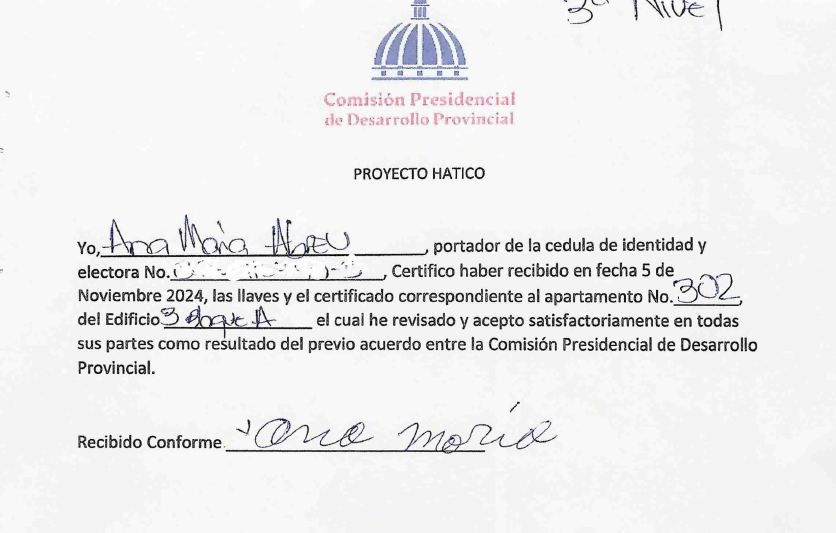 3er Nivel
Comisión Presidencial
de Desarrollo Provincial
PROYECTO HATICO
Yo, Ana Maria Abreu, portador de la cedula de identidad y
electora No. , Certifico haber recibido en fecha 5 de
Noviembre 2024, las llaves y el certificado correspondiente al apartamento No. 302,
del Edificio 3 Bloque A el cual he revisado y acepto satisfactoriamente en todas
sus partes como resultado del previo acuerdo entre la Comisión Presidencial de Desarrollo
Provincial.
Recibido Conforme Ana Maria